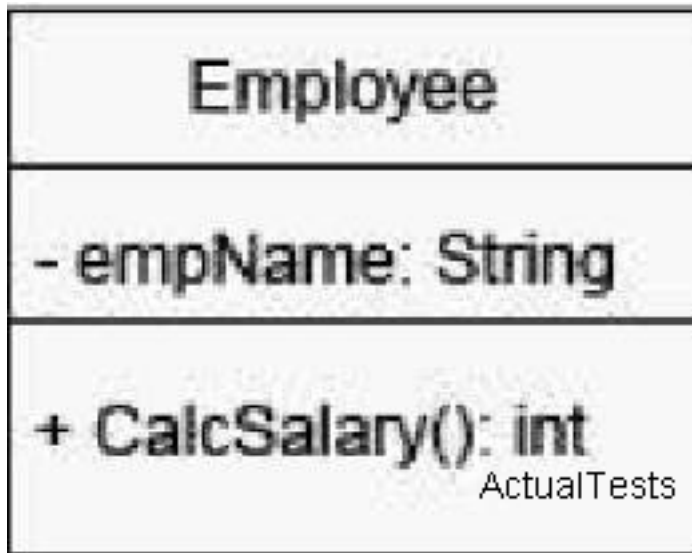 Employee
- empName: String
+ CalcSalary(): int
ActualTests